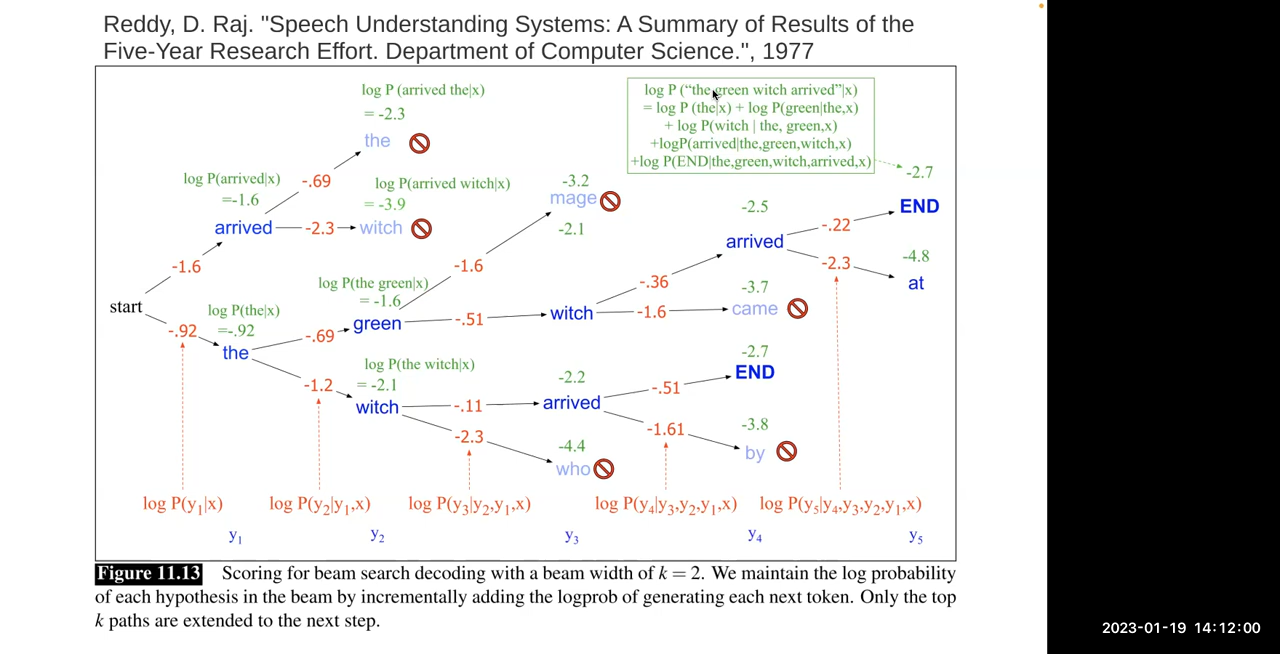 Reddy, D. Raj. "Speech Understanding Systems: A Summary of Results of the
Five-Year Research Effort. Department of Computer Science.", 1977
log P (arrived the|x)
= -2.3
the
log P (“the green witch arrived”|x)
= log P (the|x) + log P(green|the,x)
+ log P(witch | the, green,x)
+logP(arrived|the,green,witch,x)
+log P(END|the,green,witch,arrived,x)
log P(arrived|x)
=-1.6
arrived
-.69
log P(arrived witch|x)
= -3.9
-2.3
witch
-3.2
mage
-2.1
-2.7
END
-2.5
arrived
-.22
-2.3
-4.8
at
start
-1.6
-.92
log P(the|x)
=-.92
the
log P(the green|x)
= -1.6
-.69
green
-1.6
-.51
witch
-.36
-1.6
-3.7
came
-1.2
log P(the witch|x)
= -2.1
witch
-.11
-2.3
-2.2
arrived
-.51
-1.61
-2.7
END
-4.4
who
-3.8
by
log P(y1|x)
log P(y2|y1,x)
log P(y3|y2,y1,x)
log P(y4|y3,y2,y1,x)
log P(y5|y4,y3,y2,y1,x)
y1
y2
y3
y4
y5
Figure 11.13 Scoring for beam search decoding with a beam width of k = 2. We maintain the log probability
of each hypothesis in the beam by incrementally adding the logprob of generating each next token. Only the top
k paths are extended to the next step.
2023-01-19 14:12:00